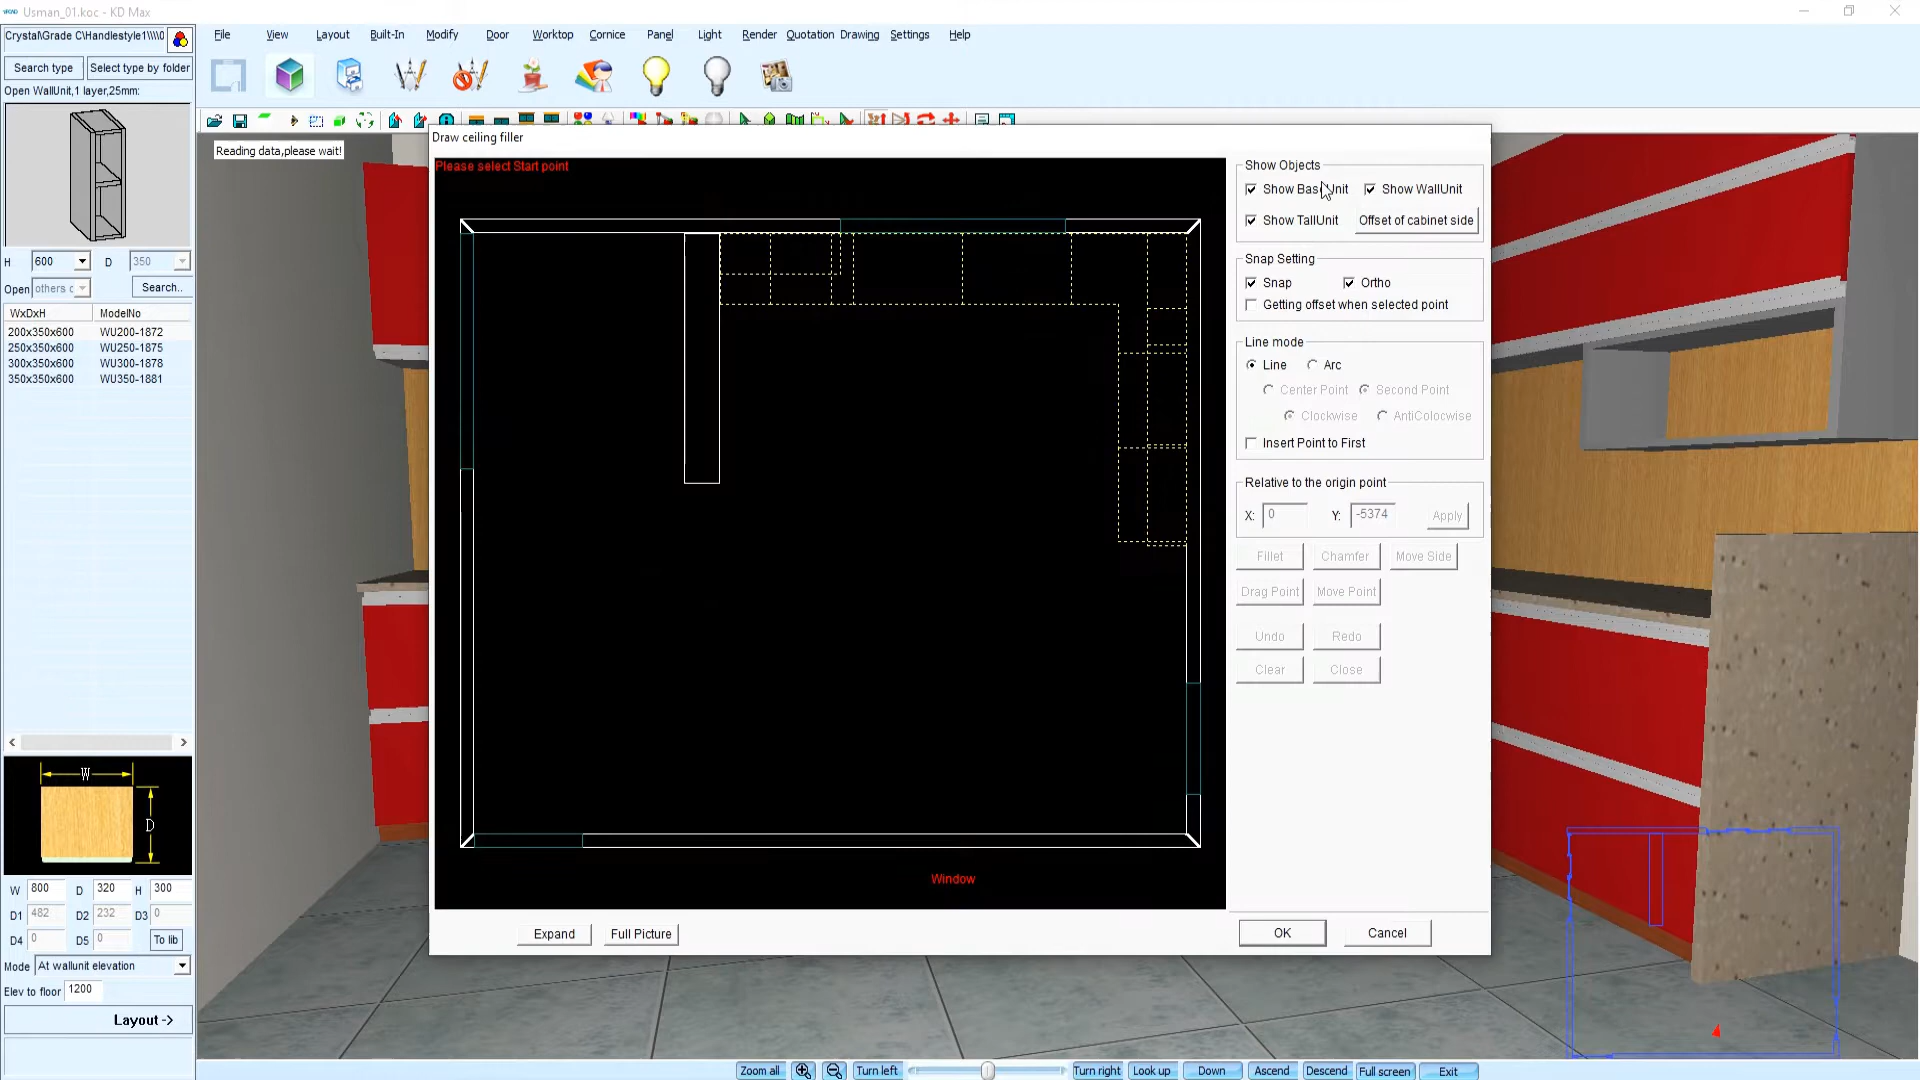 Usman_01.koc - KD Max
Crystal\Grade C\Handlestyle1\\\\0
Search type
Select type by folder
Open WallUnit,1 layer,25mm:
H 600 D 350
Open others c Search..
WxDxH ModelNo
200x350x600 WU200-1872
250x350x600 WU250-1875
300x350x600 WU300-1878
350x350x600 WU350-1881
W
D
W 800 D 320 H 300
D1 482 D2 232 D3 0
D4 0 D5 0 To lib
Mode At wallunit elevation
Elev to floor 1200
Layout ->
File View Layout Built-In Modify Door Worktop Cornice Panel Light Render Quotation Drawing Settings Help
Reading data,please wait!
Draw ceiling filler
Please select Start point
Window
Show Objects
Show BaseUnit Show WallUnit
Show TallUnit Offset of cabinet side
Snap Setting
Snap Ortho
Getting offset when selected point
Line mode
Line Arc
Center Point Second Point
Clockwise AntiColocwise
Insert Point to First
Relative to the origin point
X: 0 Y: -5374 Apply
Fillet Chamfer Move Side
Drag Point Move Point
Undo Redo
Clear Close
Expand Full Picture OK Cancel
Zoom all Turn left Turn right Look up Down Ascend Descend Full screen Exit